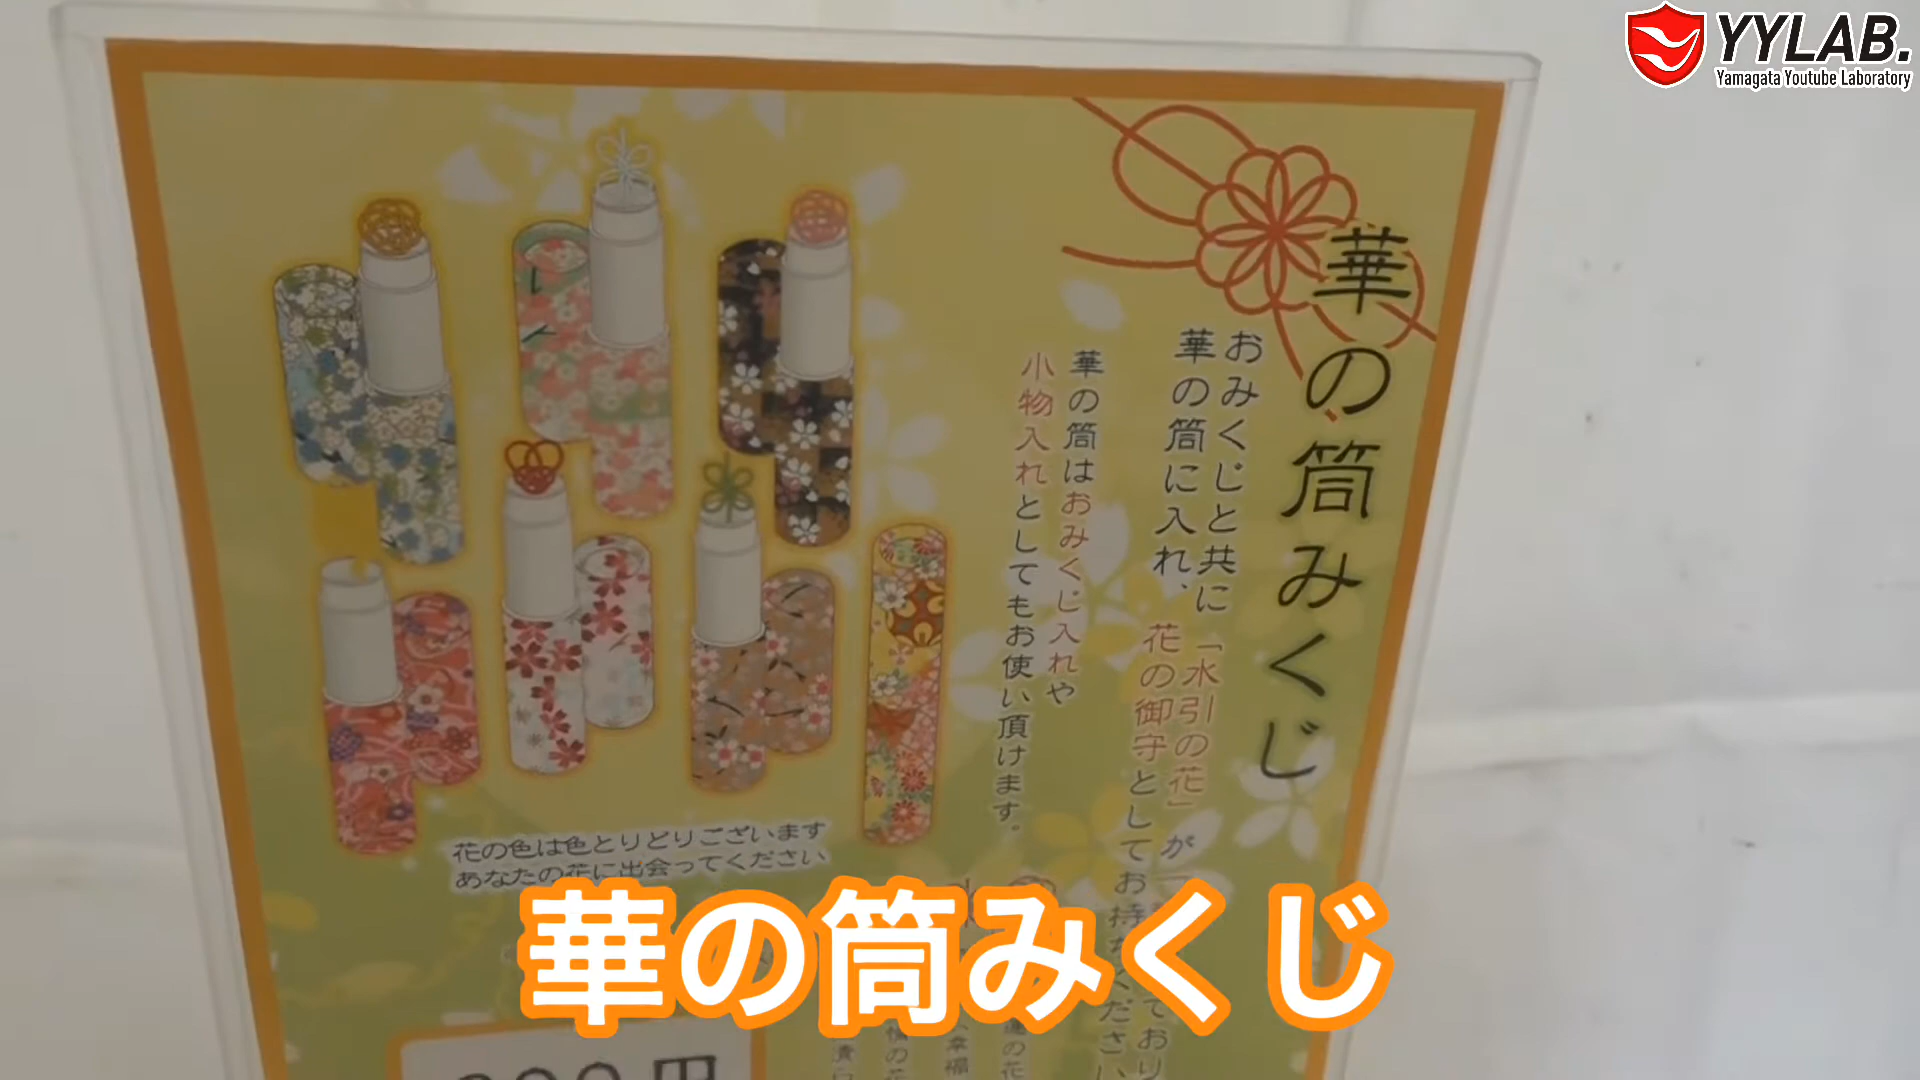 YYLAB.
Yamagata Youtube Laboratory
華の筒みくじ
おみくじと共に「水引の花」が
華の筒に入れ、花の御守としてお持ち
華の筒はおみくじ入れや
小物入れとしてもお使い頂けます。
花の色は色とりどりございます
あなたの花に出会ってください
華の筒みくじ
円